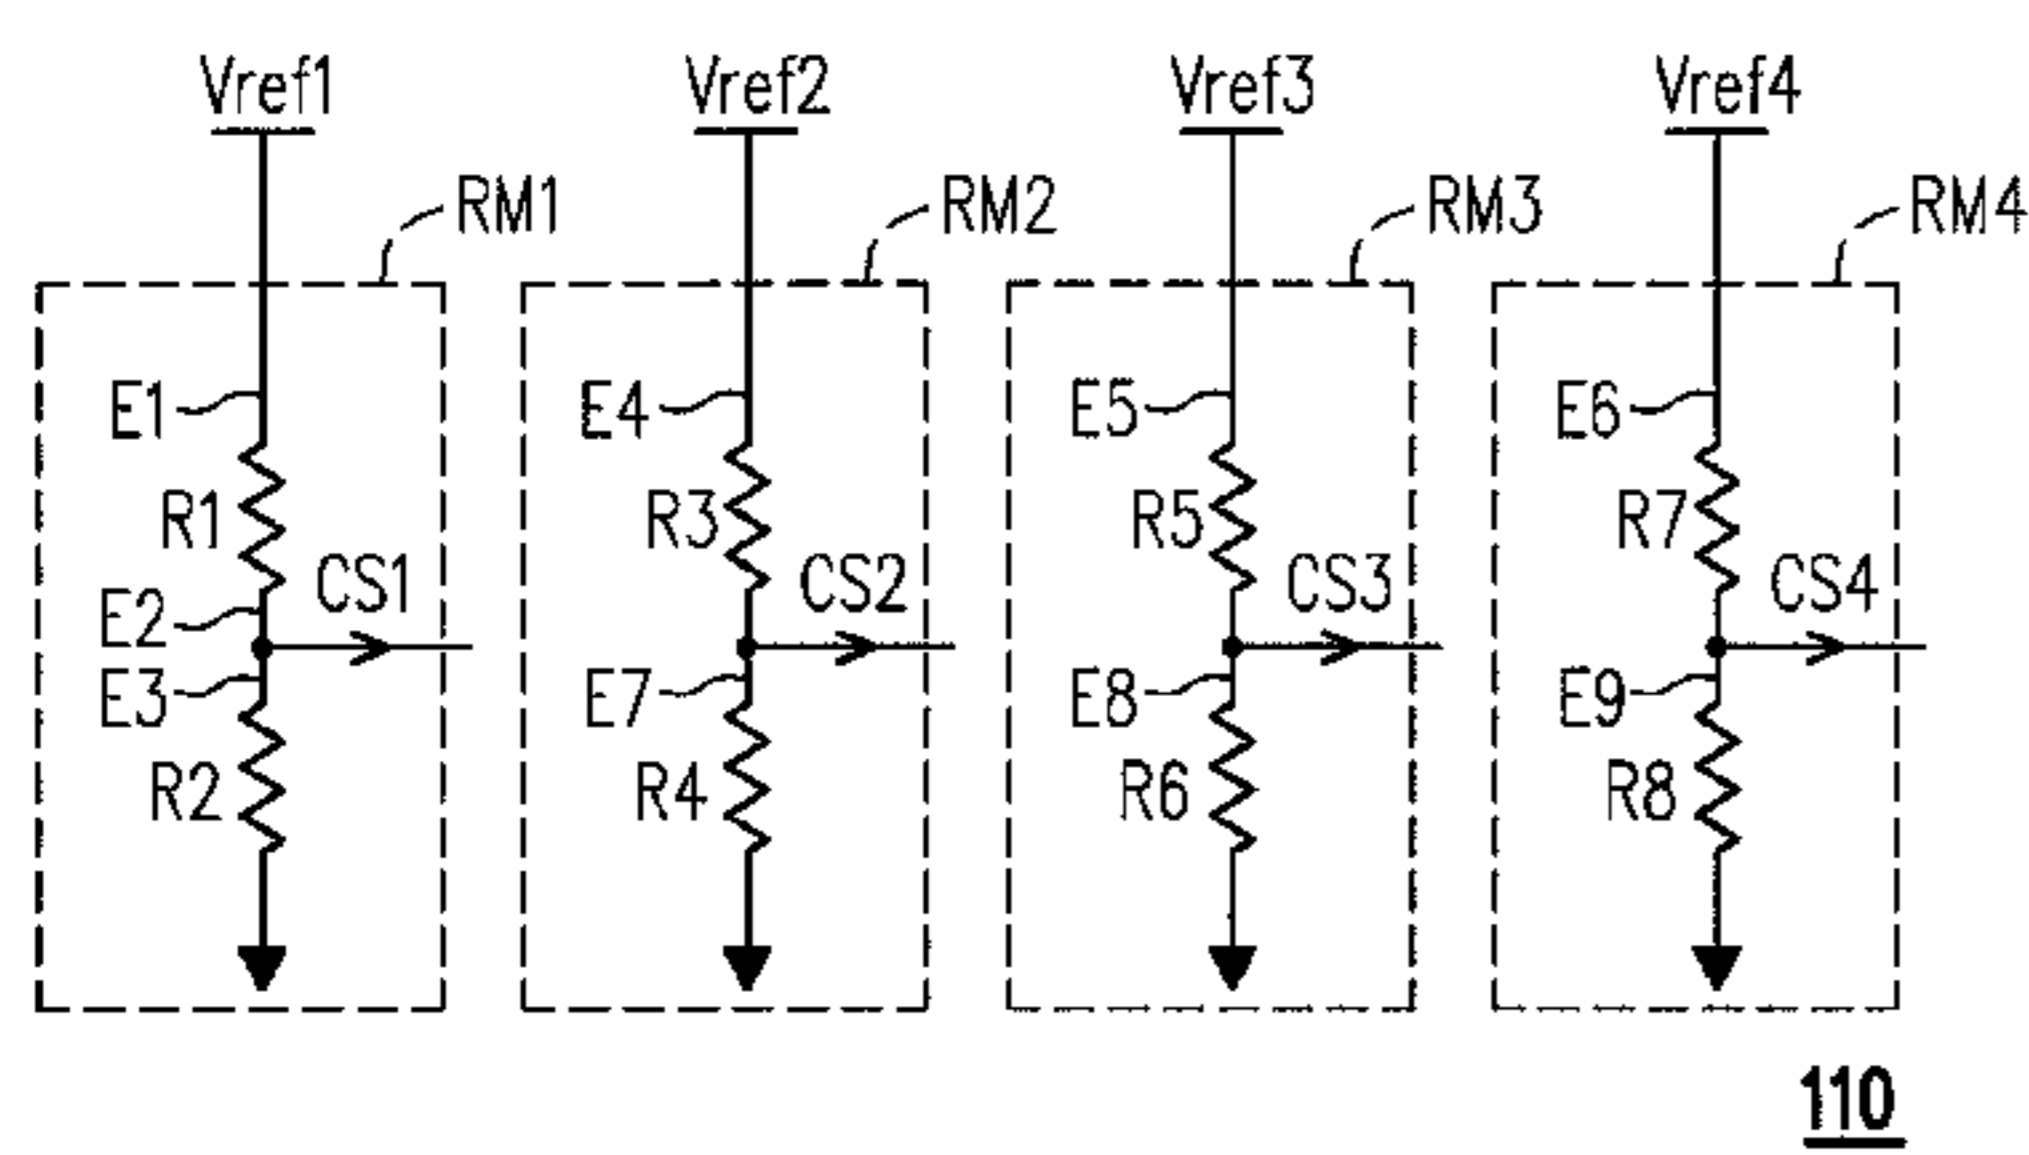 Vref1 Vref2 Vref3 Vref4
RM1 RM2 RM3 RM4
E1 E4 E5 E6
R1 R3 R5 R7
CS1 CS2 CS3 CS4
E2
E3 E7 E8 E9
R2 R4 R6 R8
110